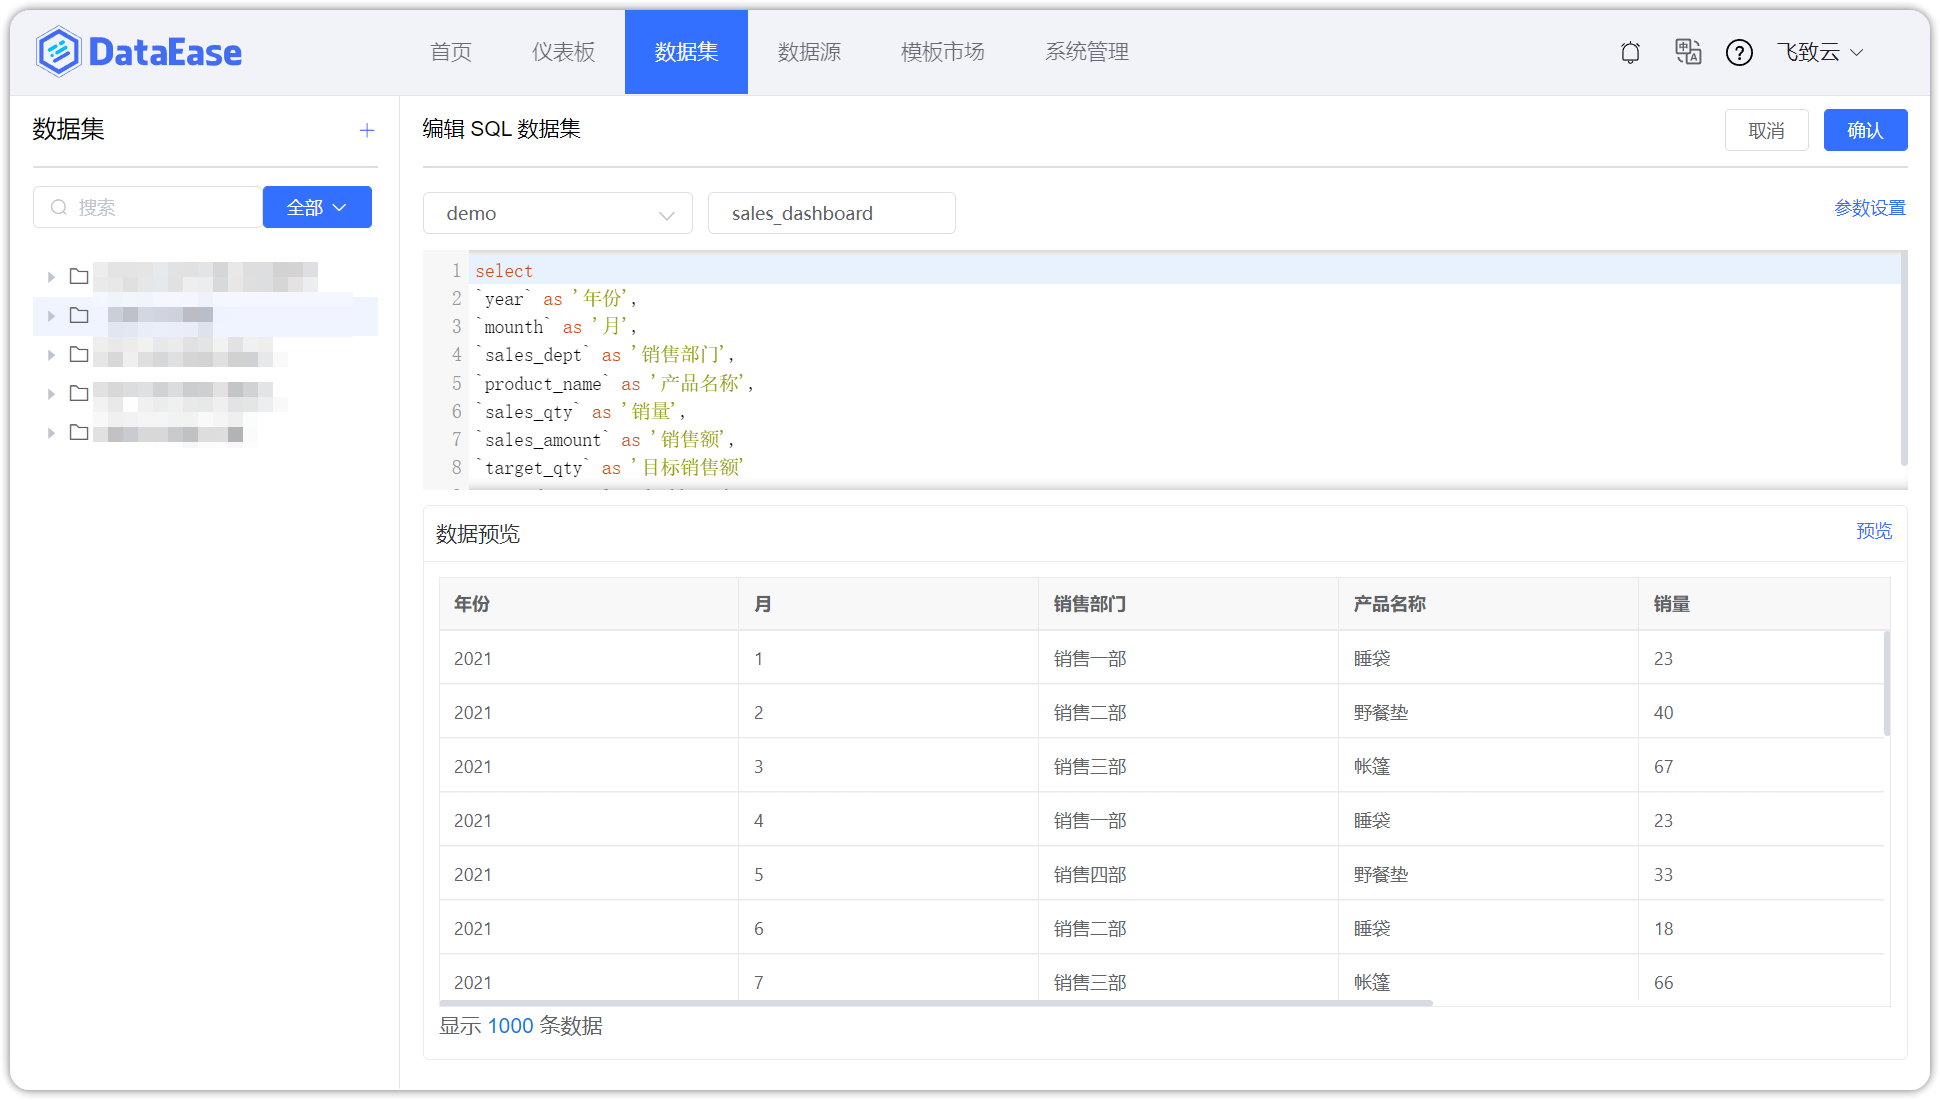 DataEase
首页 仪表板 数据集 数据源 模板市场 系统管理 飞致云
数据集
编辑 SQL 数据集
取消 确认
搜索 全部
demo sales_dashboard 参数设置
1 select
2 `year` as '年份',
3 `mounth` as '月',
4 `sales_dept` as '销售部门',
5 `product_name` as '产品名称',
6 `sales_qty` as '销量',
7 `sales_amount` as '销售额',
8 `target_qty` as '目标销售额'
数据预览 预览
年份 月 销售部门 产品名称 销量
2021 1 销售一部 睡袋 23
2021 2 销售二部 野餐垫 40
2021 3 销售三部 帐篷 67
2021 4 销售一部 睡袋 23
2021 5 销售四部 野餐垫 33
2021 6 销售二部 睡袋 18
2021 7 销售三部 帐篷 66
显示 1000 条数据